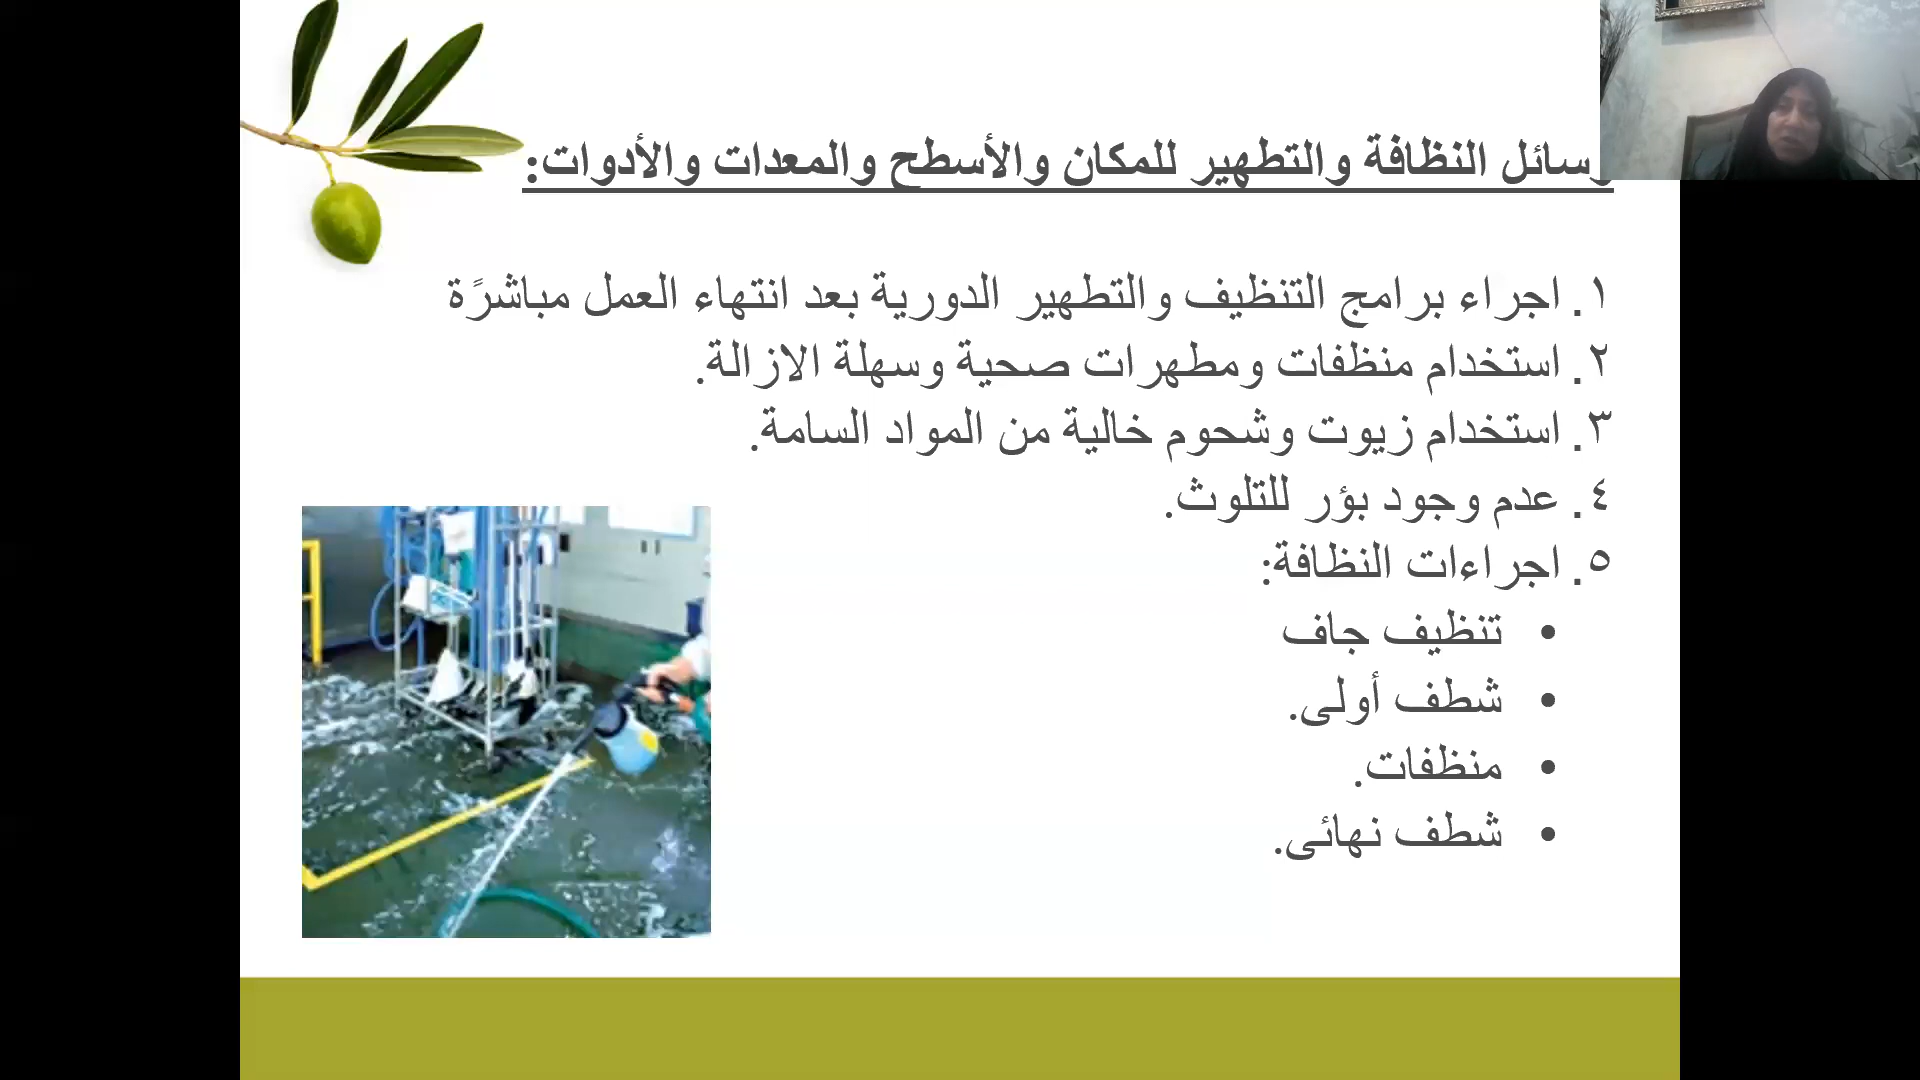 وسائل النظافة والتطهير للمكان والأسطح والمعدات والأدوات:
١. اجراء برامج التنظيف والتطهير الدورية بعد انتهاء العمل مباشرًة
٢. استخدام منظفات ومطهرات صحية وسهلة الازالة.
٣. استخدام زيوت وشحوم خالية من المواد السامة.
٤. عدم وجود بؤر للتلوث.
٥. اجراءات النظافة:
• تنظيف جاف
• شطف أولى.
• منظفات.
• شطف نهائى.